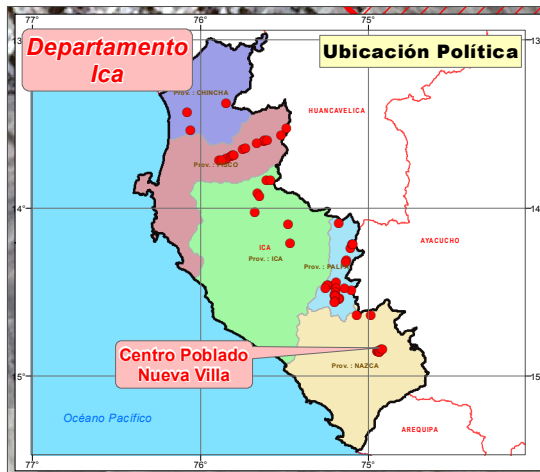 77°
76°
75°
13°
Departamento
Ica
Ubicación Política
Prov. : CHINCHA
HUANCAVELICA
Prov. : PISCO
14°
14°
AYACUCHO
ICA
Prov. : ICA
Prov. : PALPA
Centro Poblado
Nueva Villa
Prov. : NAZCA
15°
15°
Océano Pacífico
AREQUIPA
77°
76°
75°